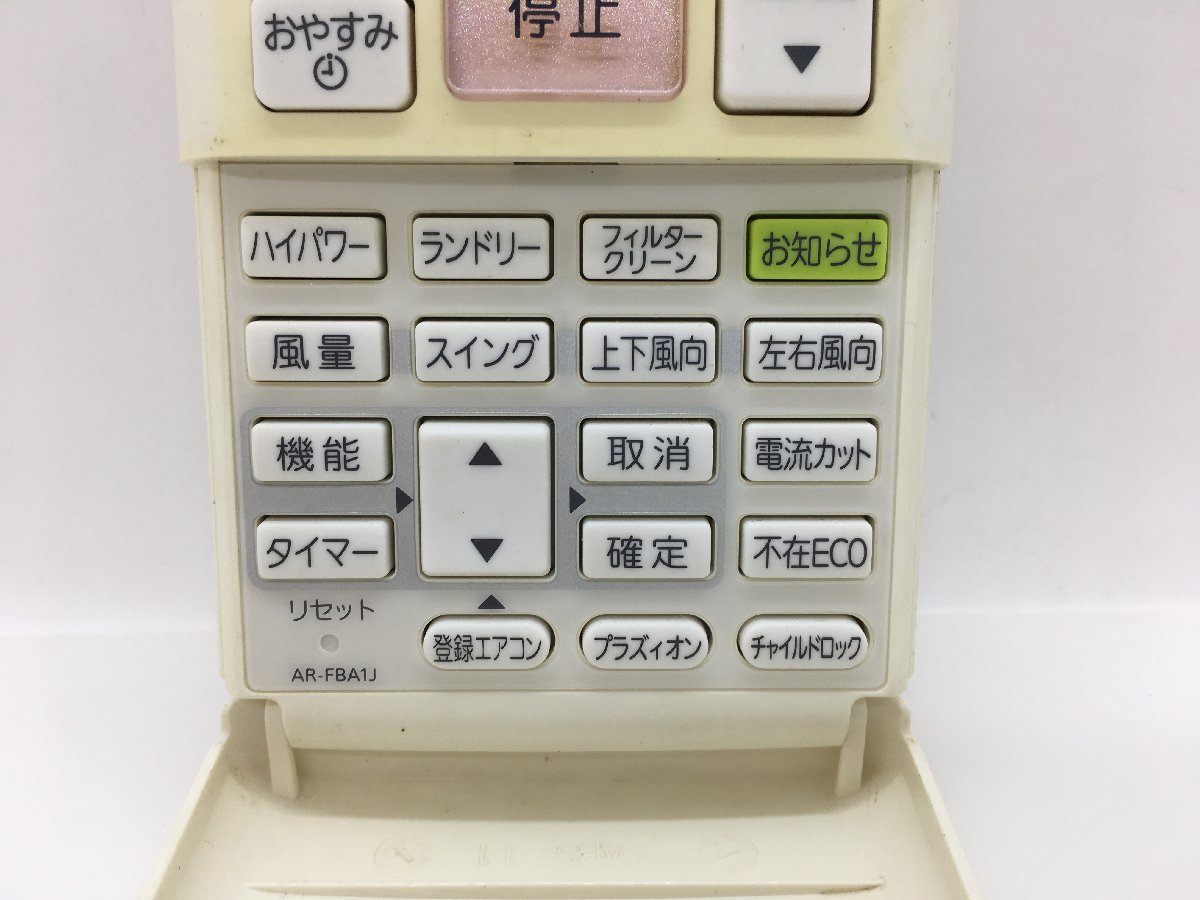 おやすみ
停止
▼
ハイパワー
ランドリー
フィルター
クリーン
お知らせ
風量
スイング
上下風向
左右風向
機能
▲
取消
電流カット
▶
▶
タイマー
▼
確定
不在ECO
リセット
▲
登録エアコン
プラズィオン
チャイルドロック
AR-FBA1J